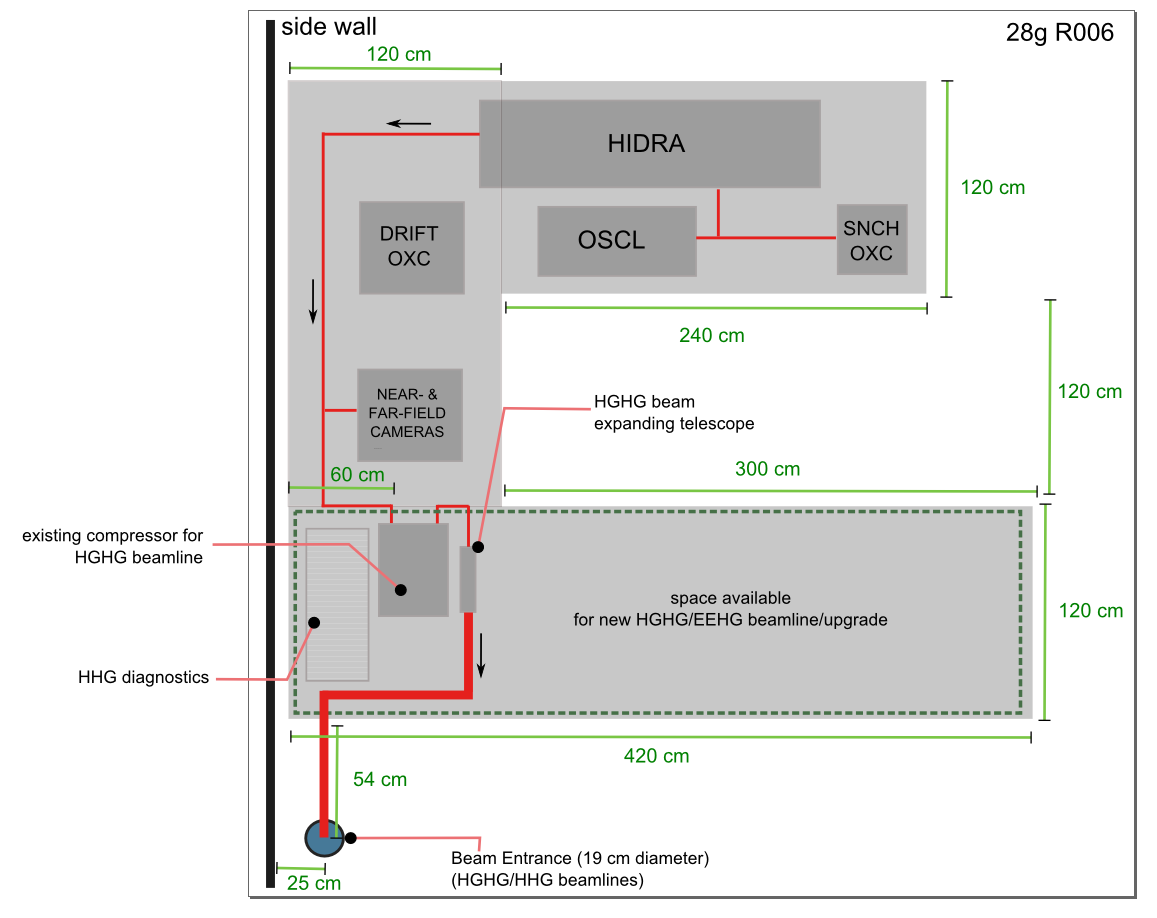 side wall
28g R006
120 cm
HIDRA
120 cm
DRIFT
OXC
OSCL
SNCH
OXC
240 cm
NEAR- &
FAR-FIELD
CAMERAS
HGHG beam
expanding telescope
120 cm
60 cm
300 cm
existing compressor for
HGHG beamline
space available
for new HGHG/EEHG beamline/upgrade
120 cm
HHG diagnostics
420 cm
54 cm
Beam Entrance (19 cm diameter)
(HGHG/HHG beamlines)
25 cm